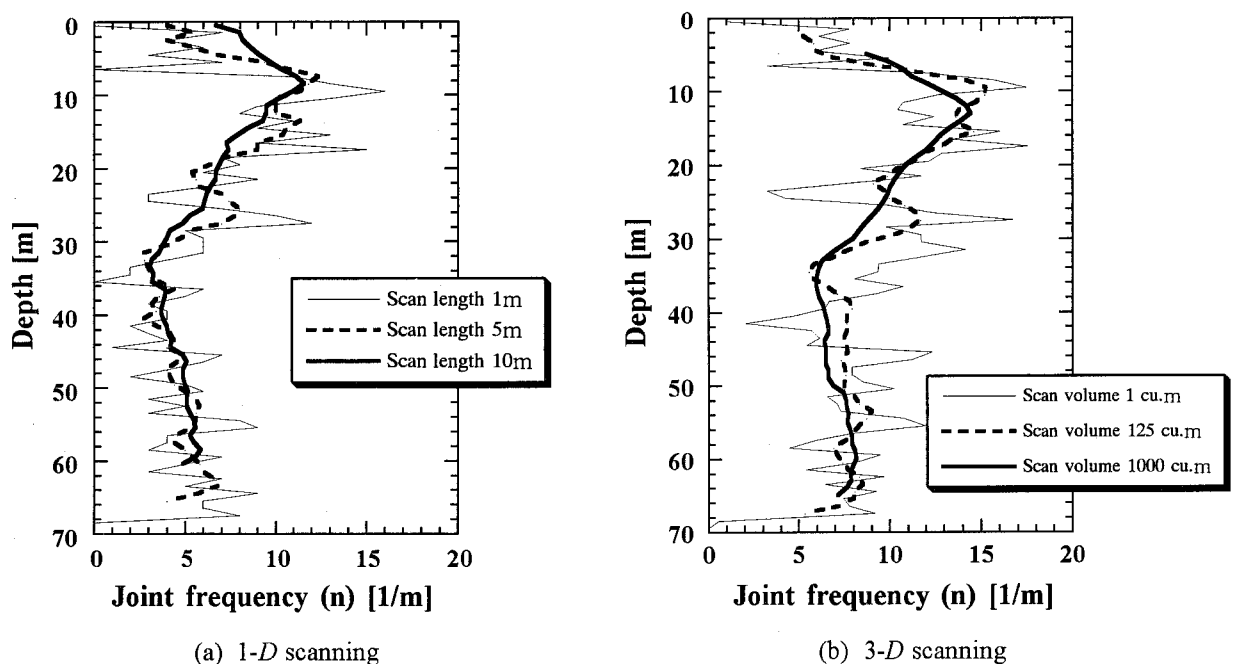 0
10
20
30
40
50
60
70
Depth [m]
0 5 10 15 20
Joint frequency (n) [1/m]
Scan length 1m
Scan length 5m
Scan length 10m
(a) 1-D scanning
0
10
20
30
40
50
60
70
Depth [m]
0 5 10 15 20
Joint frequency (n) [1/m]
Scan volume 1 cu.m
Scan volume 125 cu.m
Scan volume 1000 cu.m
(b) 3-D scanning